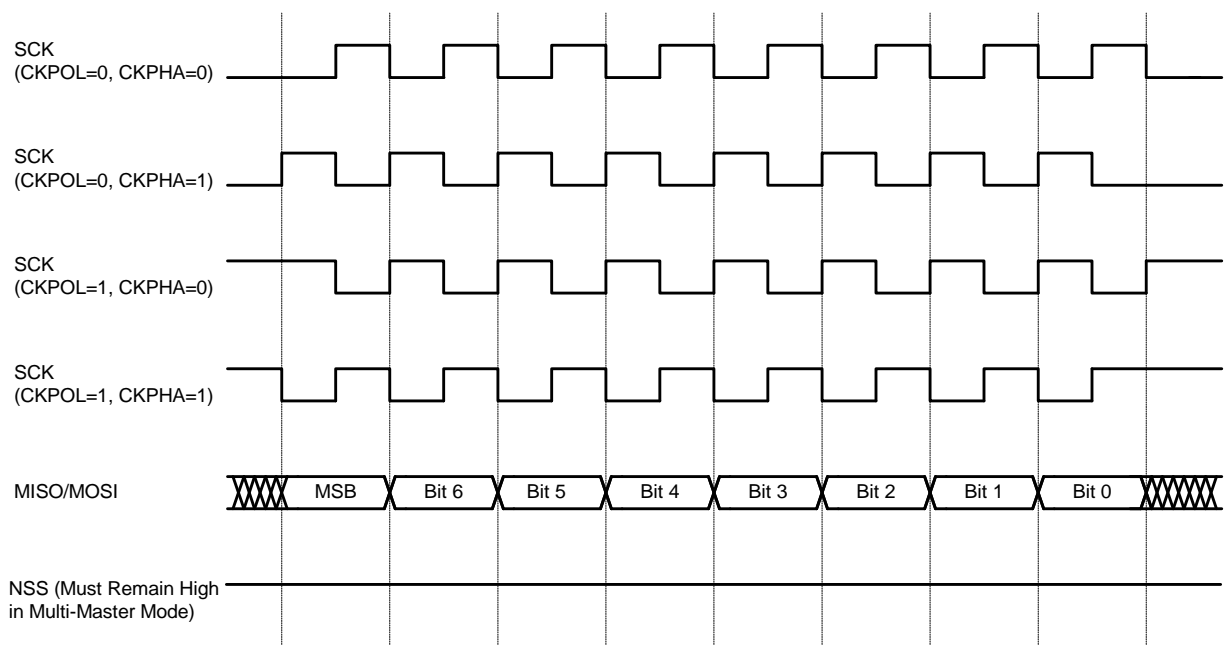 SCK
(CKPOL=0, CKPHA=0)
SCK
(CKPOL=0, CKPHA=1)
SCK
(CKPOL=1, CKPHA=0)
SCK
(CKPOL=1, CKPHA=1)
MISO/MOSI
MSB Bit 6 Bit 5 Bit 4 Bit 3 Bit 2 Bit 1 Bit 0
NSS (Must Remain High
in Multi-Master Mode)